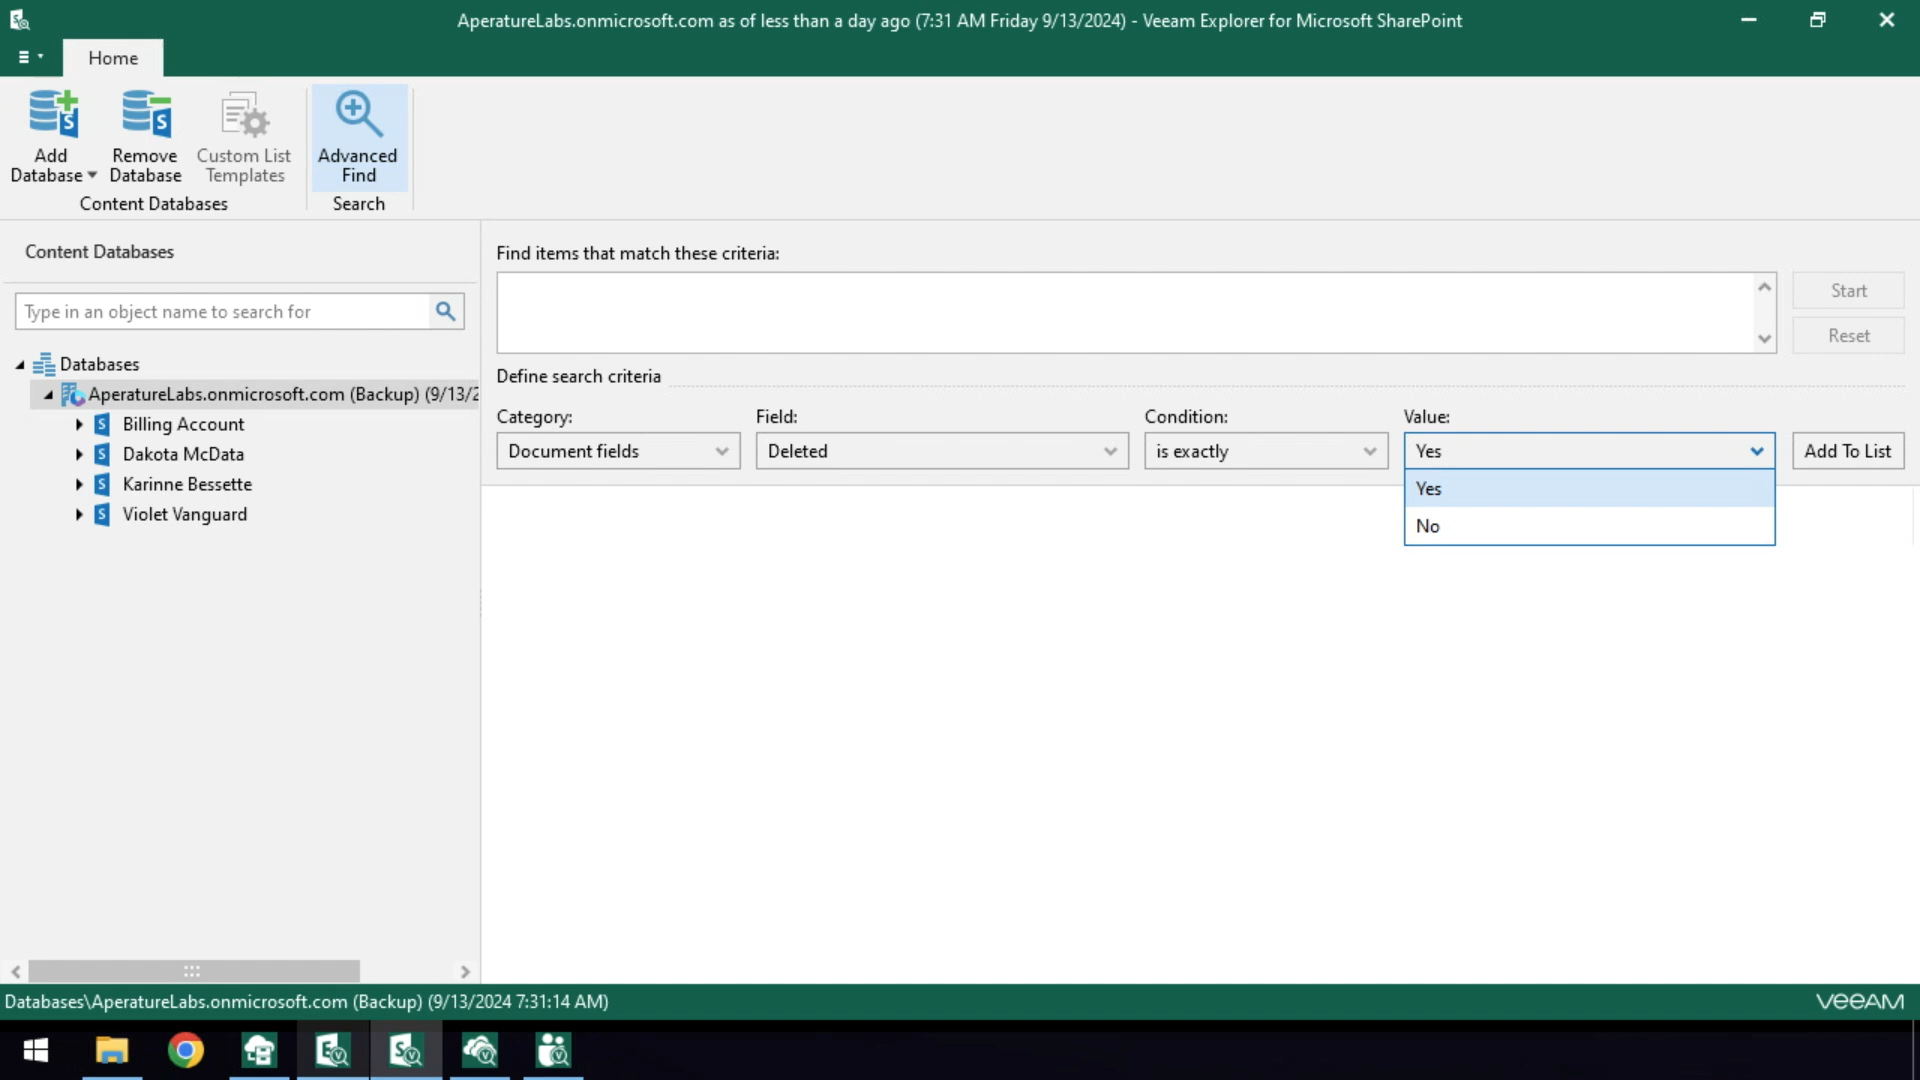 AperatureLabs.onmicrosoft.com as of less than a day ago (7:31 AM Friday 9/13/2024) - Veeam Explorer for Microsoft SharePoint
Home
Add Database
Remove Database
Custom List Templates
Advanced Find
Content Databases
Search
Content Databases
Type in an object name to search for
Databases
AperatureLabs.onmicrosoft.com (Backup) (9/13/2
Billing Account
Dakota McData
Karinne Bessette
Violet Vanguard
Find items that match these criteria:
Start
Reset
Define search criteria
Category:
Field:
Condition:
Value:
Document fields
Deleted
is exactly
Yes
Add To List
Yes
No
Databases\AperatureLabs.onmicrosoft.com (Backup) (9/13/2024 7:31:14 AM)
veeAM